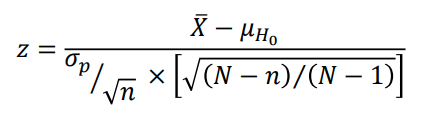 z = (X̄ − μ_{H₀}) / (σ_p/√n × [√((N − n)/(N − 1))])